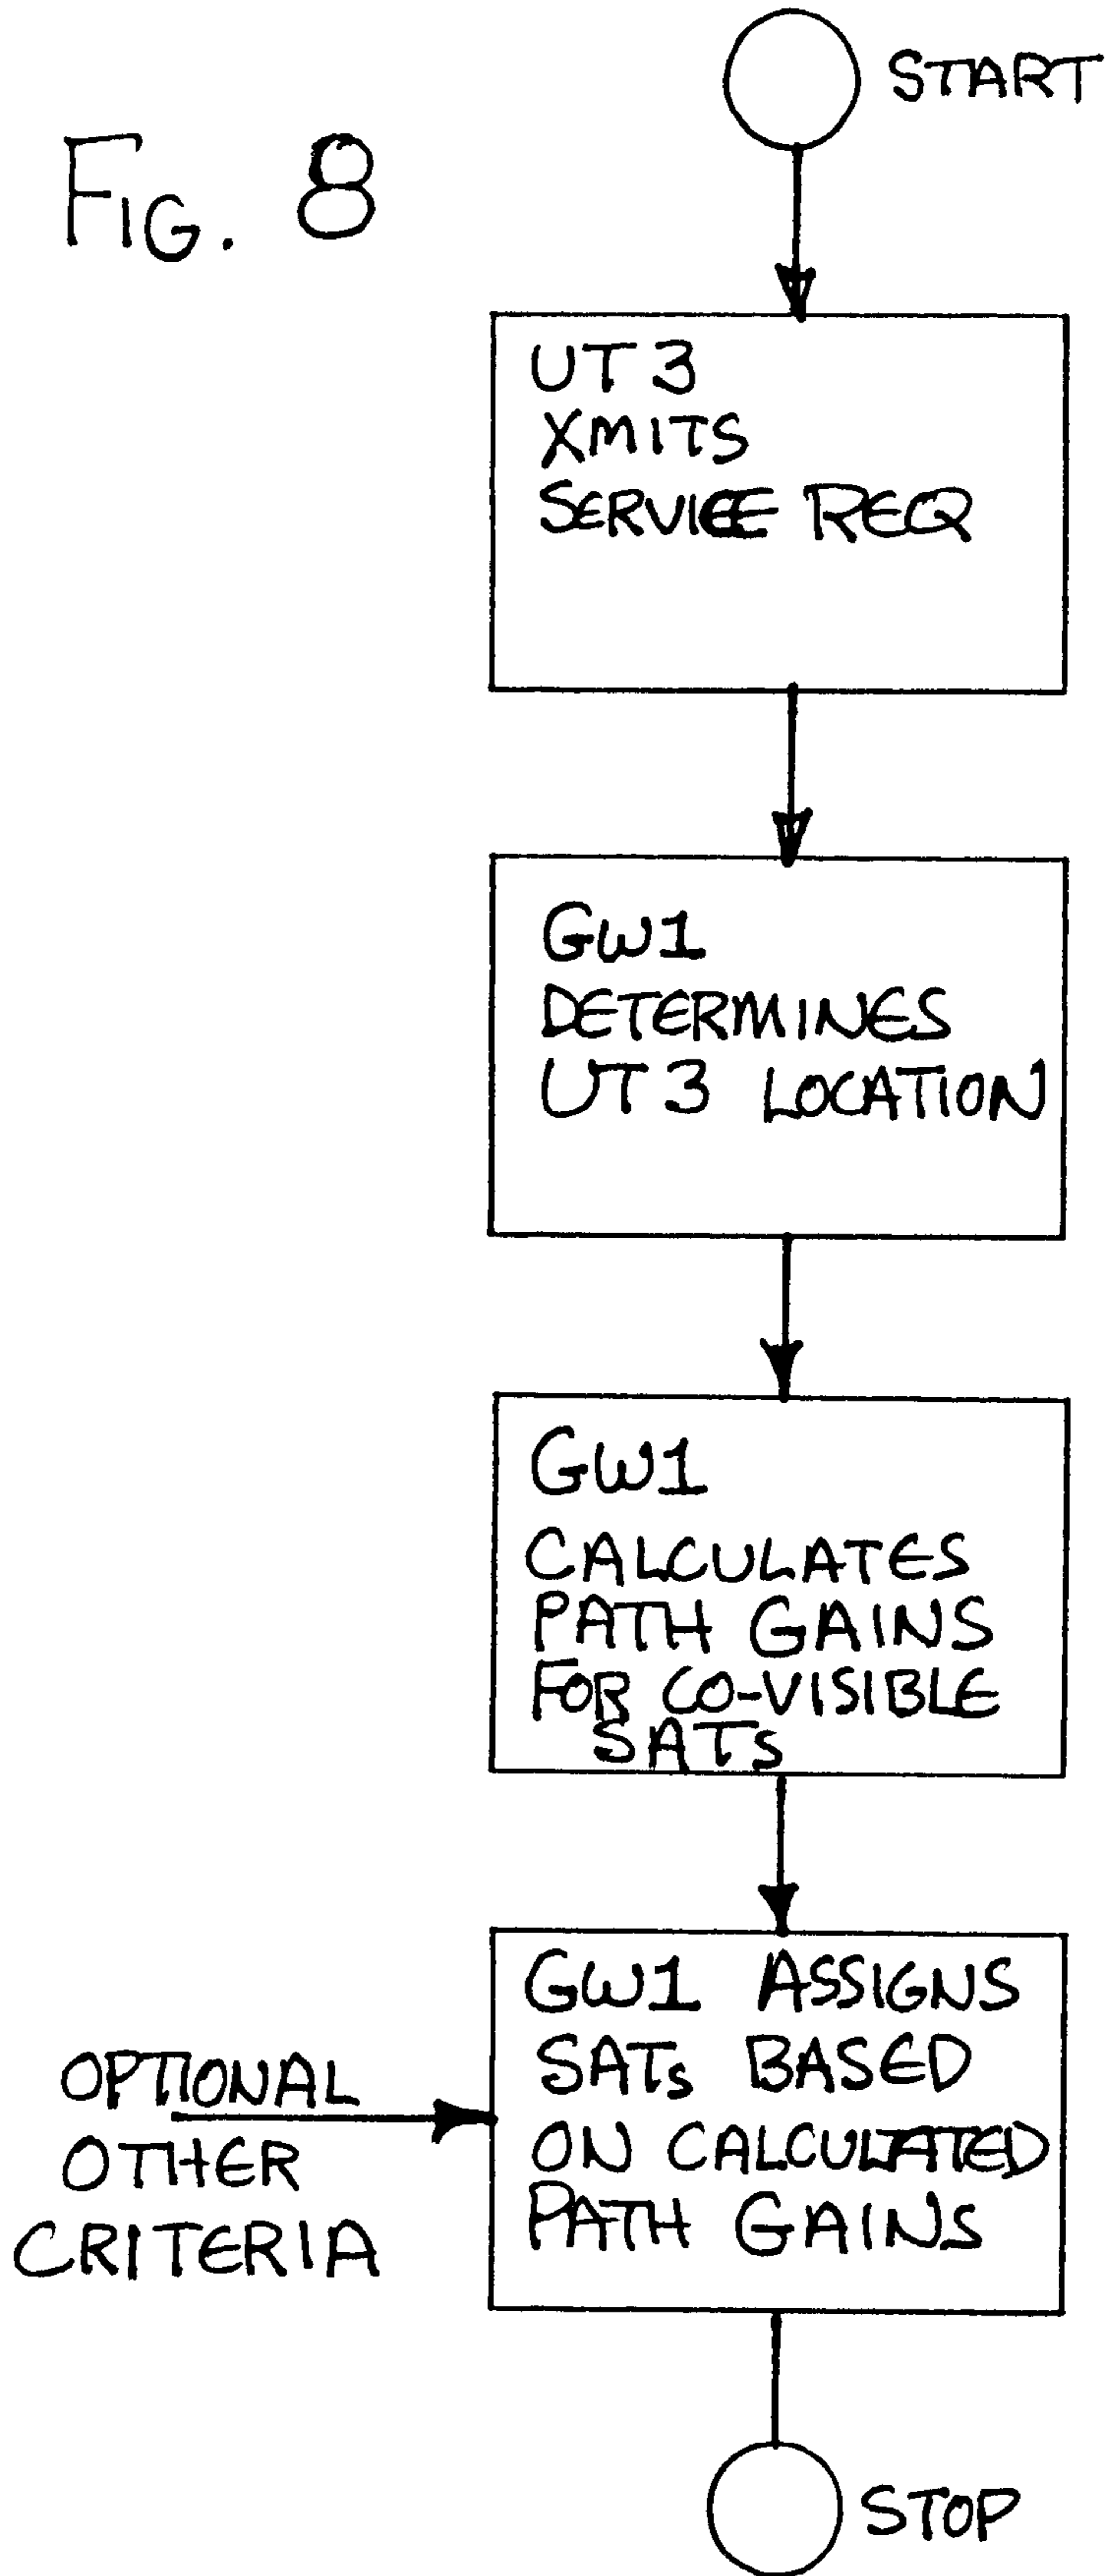 START
FIG. 8
UT 3
XMITS
SERVICE REQ
GW1
DETERMINES
UT 3 LOCATION
GW1
CALCULATES
PATH GAINS
FOR CO-VISIBLE
SATs
GW1 ASSIGNS
SATs BASED
ON CALCULATED
PATH GAINS
OPTIONAL
OTHER
CRITERIA
STOP